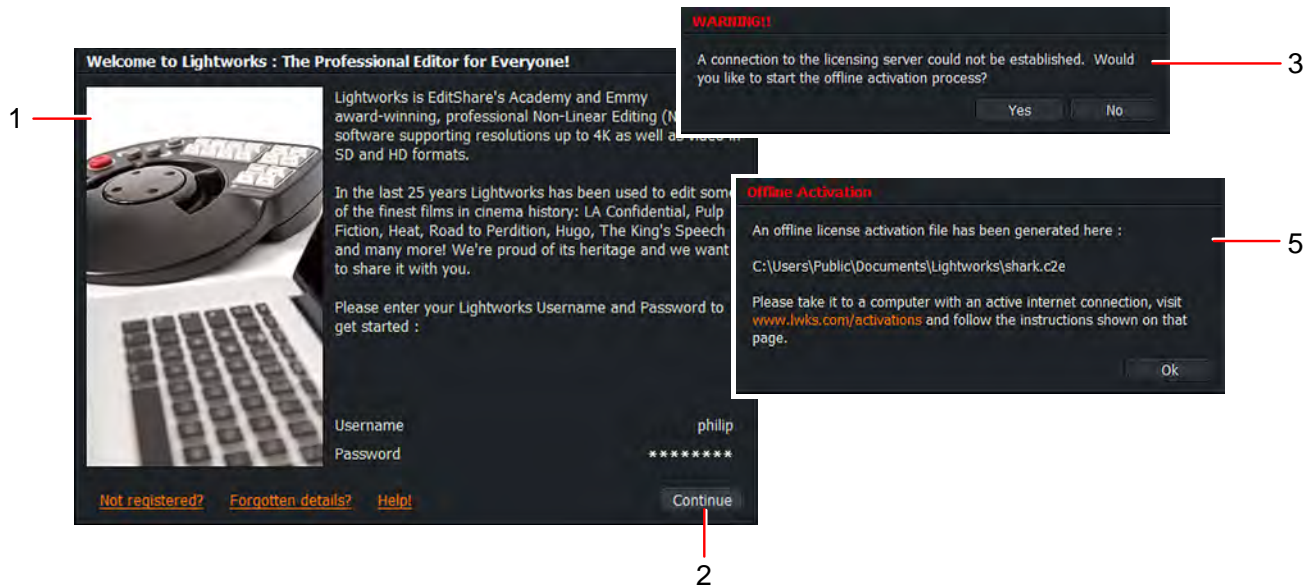 WARNING!!
A connection to the licensing server could not be established. Would
you like to start the offline activation process?
Yes No
3
Welcome to Lightworks : The Professional Editor for Everyone!
1
Lightworks is EditShare's Academy and Emmy
award-winning, professional Non-Linear Editing
software supporting resolutions up to 4K as well as video in
SD and HD formats.
In the last 25 years Lightworks has been used to edit some
of the finest films in cinema history: LA Confidential, Pulp
Fiction, Heat, Road to Perdition, Hugo, The King's Speech
and many more! We're proud of its heritage and we want
to share it with you.
Please enter your Lightworks Username and Password to
get started :
Username philip
Password ********
Not registered? Forgotten details? Help! Continue
2
Offline Activation
An offline license activation file has been generated here :
C:\Users\Public\Documents\Lightworks\shark.c2e
Please take it to a computer with an active internet connection, visit
www.lwks.com/activations and follow the instructions shown on that
page.
Ok
5